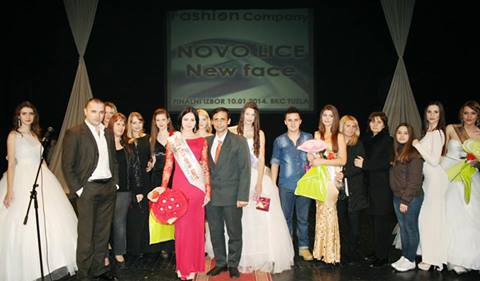 Fashion Company
NOVO LICE
New face
FINALNI IZBOR 10.01.2014. BKC TUZLA